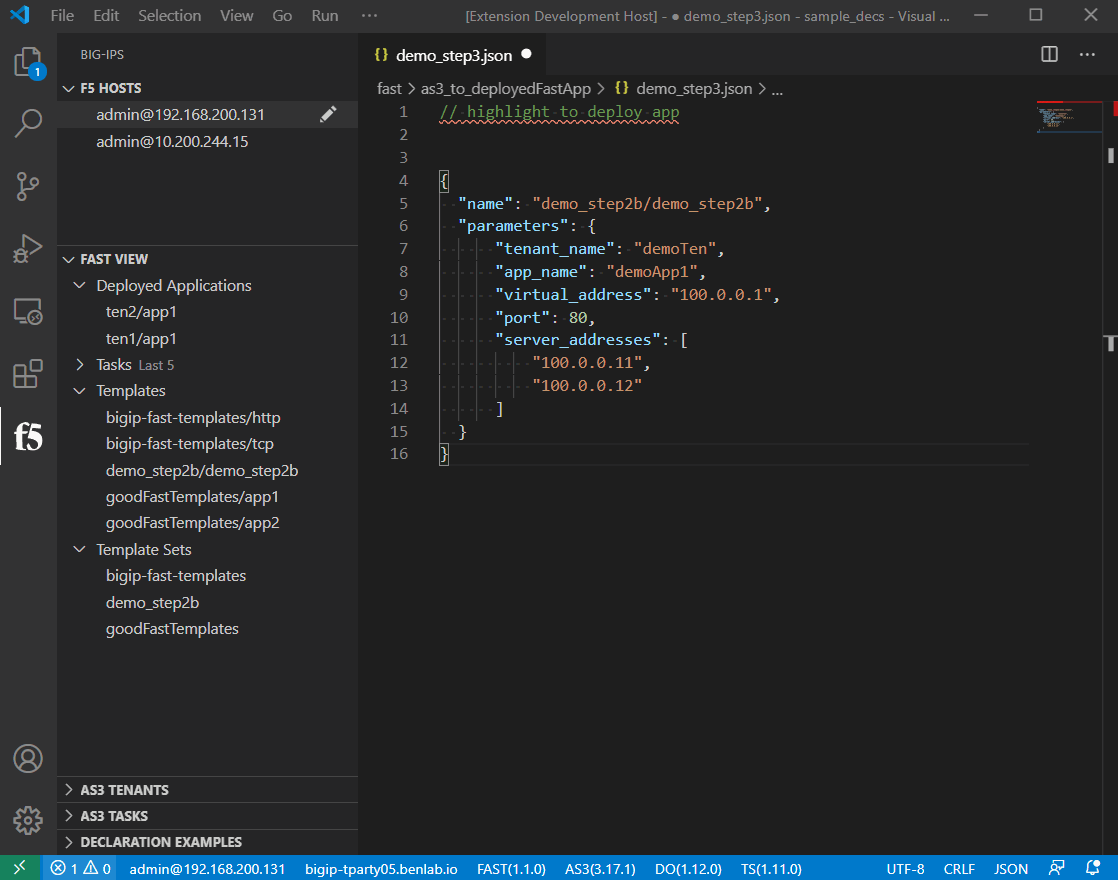 File Edit Selection View Go Run ··· [Extension Development Host] - ● demo_step3.json - sample_decs - Visual ...
BIG-IPS
F5 HOSTS
admin@192.168.200.131
admin@10.200.244.15
FAST VIEW
Deployed Applications
ten2/app1
ten1/app1
Tasks Last 5
Templates
bigip-fast-templates/http
bigip-fast-templates/tcp
demo_step2b/demo_step2b
goodFastTemplates/app1
goodFastTemplates/app2
Template Sets
bigip-fast-templates
demo_step2b
goodFastTemplates
AS3 TENANTS
AS3 TASKS
DECLARATION EXAMPLES
1
f5
{} demo_step3.json ●
fast > as3_to_deployedFastApp > {} demo_step3.json > ...
1 // highlight to deploy app
2
3
4 {
5 "name": "demo_step2b/demo_step2b",
6 "parameters": {
7 "tenant_name": "demoTen",
8 "app_name": "demoApp1",
9 "virtual_address": "100.0.0.1",
10 "port": 80,
11 "server_addresses": [
12 "100.0.0.11",
13 "100.0.0.12"
14 ]
15 }
16 }
1 0 admin@192.168.200.131 bigip-tparty05.benlab.io FAST(1.1.0) AS3(3.17.1) DO(1.12.0) TS(1.11.0) UTF-8 CRLF JSON